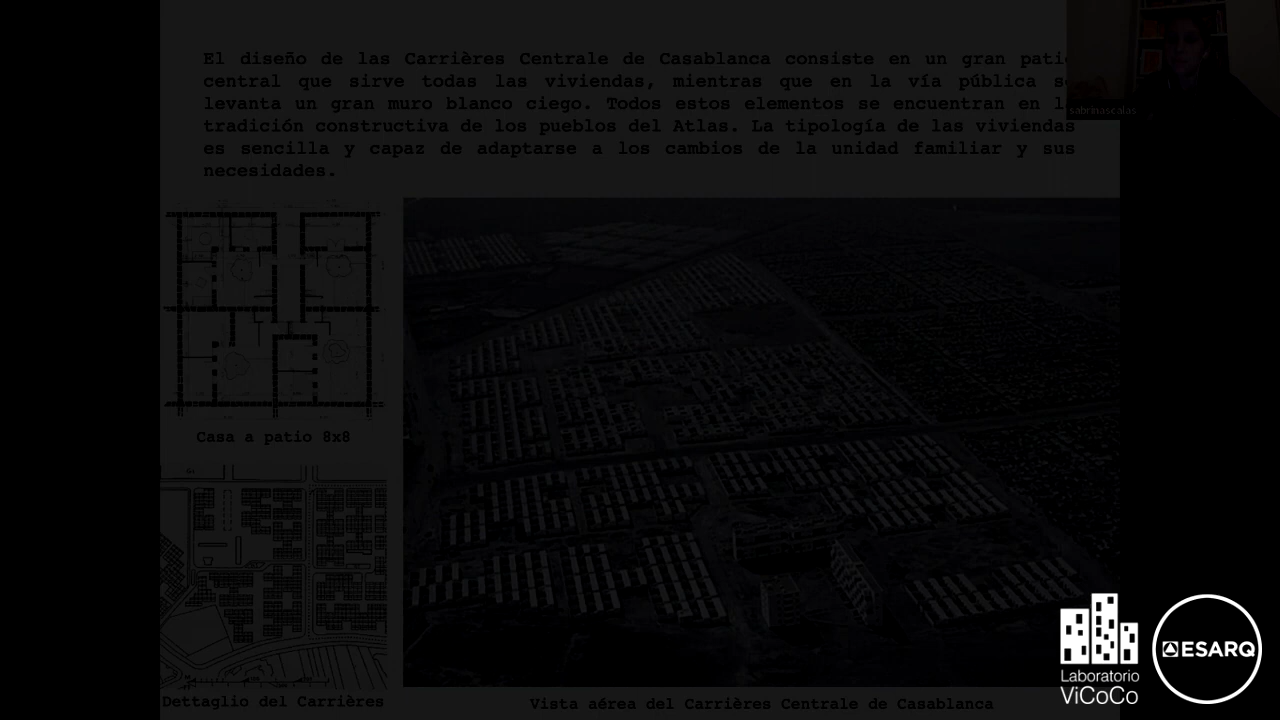 El diseño de las Carrières Centrale de Casablanca consiste en un gran
central que sirve todas las viviendas, mientras que en la vía pública
levanta un gran muro blanco ciego. Todos estos elementos se encuentran en
tradición constructiva de los pueblos del Atlas. La tipología de las viviendas
es sencilla y capaz de adaptarse a los cambios de la unidad familiar y sus
necesidades.
sabrinascalas
Casa a patio 8x8
Dettaglio del Carrières
Vista aérea del Carrières Centrale de Casablanca
Laboratorio
ViCoCo
ESARQ